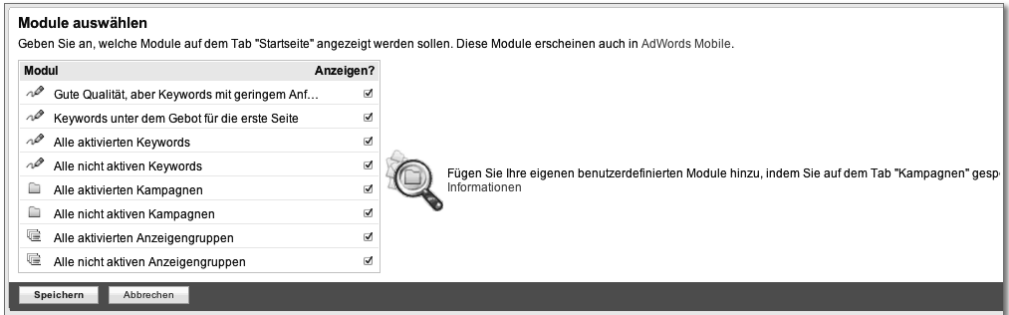 Module auswählen
Geben Sie an, welche Module auf dem Tab "Startseite" angezeigt werden sollen. Diese Module erscheinen auch in AdWords Mobile.
Modul Anzeigen?
Gute Qualität, aber Keywords mit geringem Anf...
Keywords unter dem Gebot für die erste Seite
Alle aktivierten Keywords
Alle nicht aktiven Keywords
Alle aktivierten Kampagnen
Alle nicht aktiven Kampagnen
Alle aktivierten Anzeigengruppen
Alle nicht aktiven Anzeigengruppen
Fügen Sie Ihre eigenen benutzerdefinierten Module hinzu, indem Sie auf dem Tab "Kampagnen" gesp
Informationen
Speichern Abbrechen